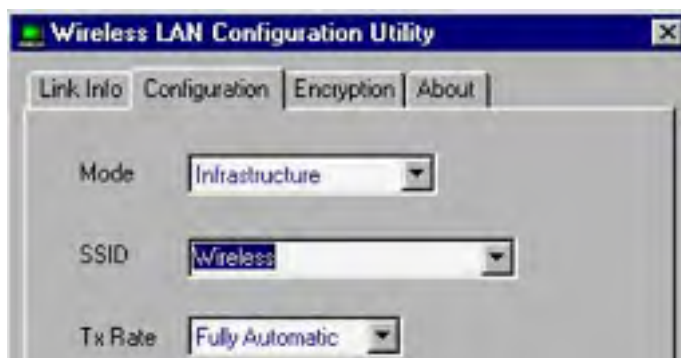 Wireless LAN Configuration Utility
Link Info Configuration Encryption About
Mode Infrastructure
SSID Wireless
Tx Rate Fully Automatic